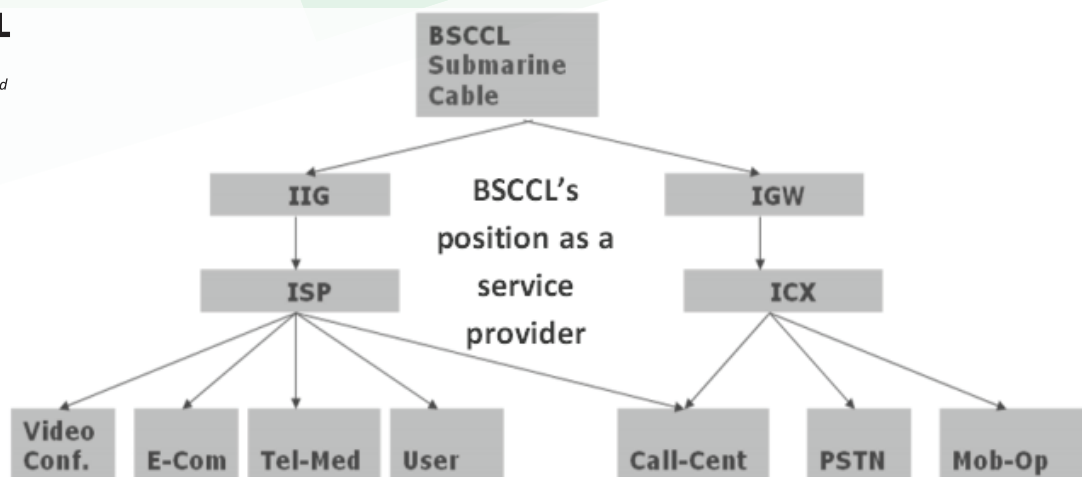 L
d
BSCCL
Submarine
Cable
IIG
BSCCL's
position as a
service
provider
IGW
ISP
ICX
Video
Conf.
E-Com
Tel-Med
User
Call-Cent
PSTN
Mob-Op